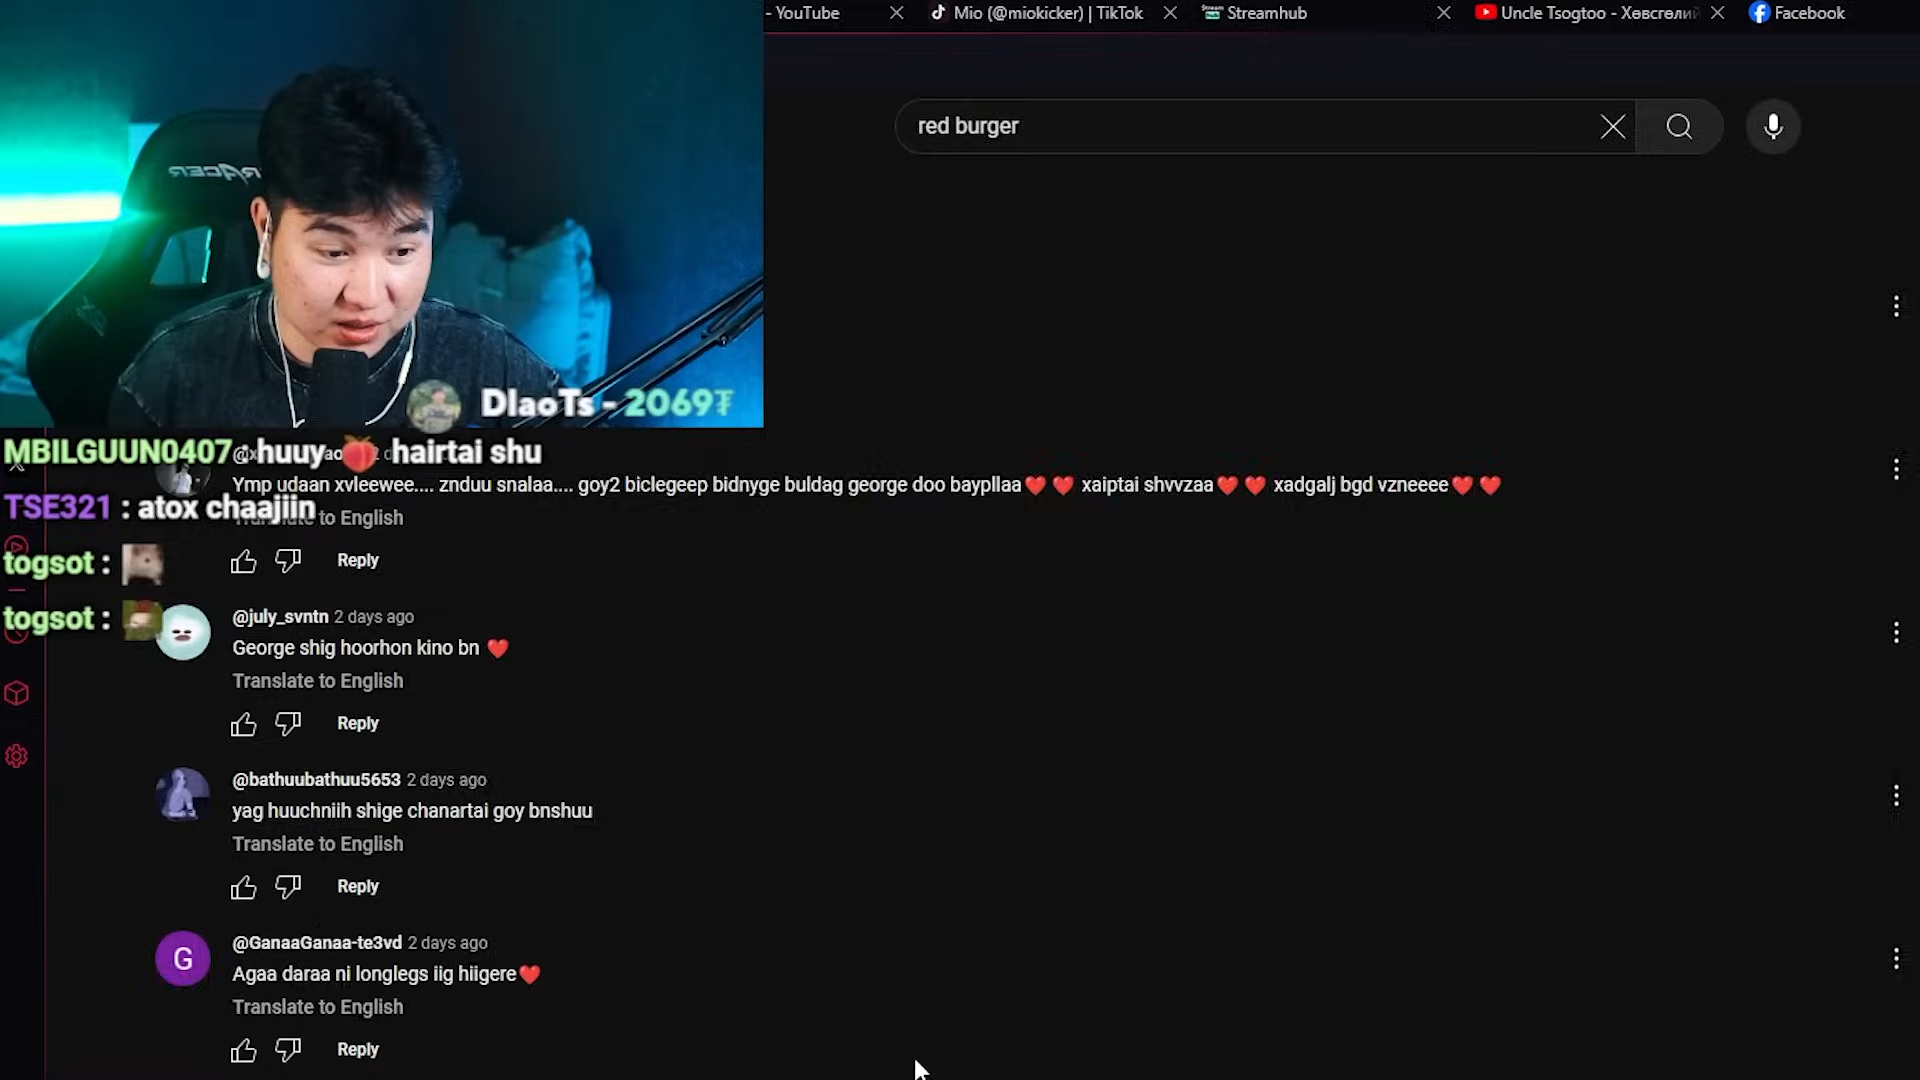 - YouTube
Mio (@miokicker) | TikTok
Streamhub
Uncle Tsogtoo - Хөвсгөлий
Facebook
red burger
RACER
DlaoTs - 2069₮
MBILGUUN0407 : huuy 🍑 hairtai shu
Ymp udaan xvleewee.... znduu snalaa.... goy2 biclegeep bidnyge buldag george doo baypllaa❤️ ❤️ xaiptai shvvzaa❤️ ❤️ xadgalj bgd vzneeee❤️ ❤️
TSE321 : atox chaajiin
to English
Reply
togsot :
togsot :
@july_svntn 2 days ago
George shig hoorhon kino bn ❤️
Translate to English
Reply
@bathuubathuu5653 2 days ago
yag huuchniih shige chanartai goy bnshuu
Translate to English
Reply
G
@GanaaGanaa-te3vd 2 days ago
Agaa daraa ni longlegs iig hiigere❤️
Translate to English
Reply